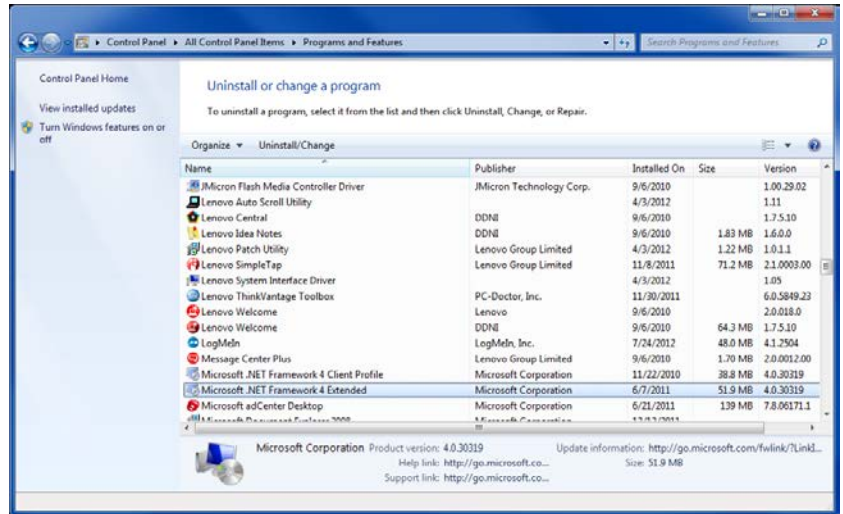 Control Panel ▸ All Control Panel Items ▸ Programs and Features
Search Programs and Features
Control Panel Home
View installed updates
Turn Windows features on or off
Uninstall or change a program
To uninstall a program, select it from the list and then click Uninstall, Change, or Repair.
Organize Uninstall/Change
Name Publisher Installed On Size Version
JMicron Flash Media Controller Driver JMicron Technology Corp. 9/6/2010 1.00.29.02
Lenovo Auto Scroll Utility 4/3/2012 1.11
Lenovo Central DDNI 9/6/2010 1.7.5.10
Lenovo Idea Notes DDNI 9/6/2010 1.83 MB 1.6.0.0
Lenovo Patch Utility Lenovo Group Limited 4/3/2012 1.22 MB 1.0.1.1
Lenovo SimpleTap Lenovo Group Limited 11/8/2011 71.2 MB 2.1.0003.00
Lenovo System Interface Driver 4/3/2012 1.05
Lenovo ThinkVantage Toolbox PC-Doctor, Inc. 11/30/2011 6.0.5849.23
Lenovo Welcome Lenovo 9/6/2010 2.0.018.0
Lenovo Welcome DDNI 9/6/2010 64.3 MB 1.7.5.10
LogMeIn LogMeIn, Inc. 7/24/2012 48.0 MB 4.1.2504
Message Center Plus Lenovo Group Limited 9/6/2010 1.70 MB 2.0.0012.00
Microsoft .NET Framework 4 Client Profile Microsoft Corporation 11/22/2010 38.8 MB 4.0.30319
Microsoft .NET Framework 4 Extended Microsoft Corporation 6/7/2011 51.9 MB 4.0.30319
Microsoft adCenter Desktop Microsoft Corporation 6/21/2011 139 MB 7.8.06171.1
Microsoft Document Explorer 2008 Microsoft Corporation
Microsoft Corporation Product version: 4.0.30319 Update information: http://go.microsoft.com/fwlink/?LinkI...
Help link: http://go.microsoft.co... Size: 51.9 MB
Support link: http://go.microsoft.co...